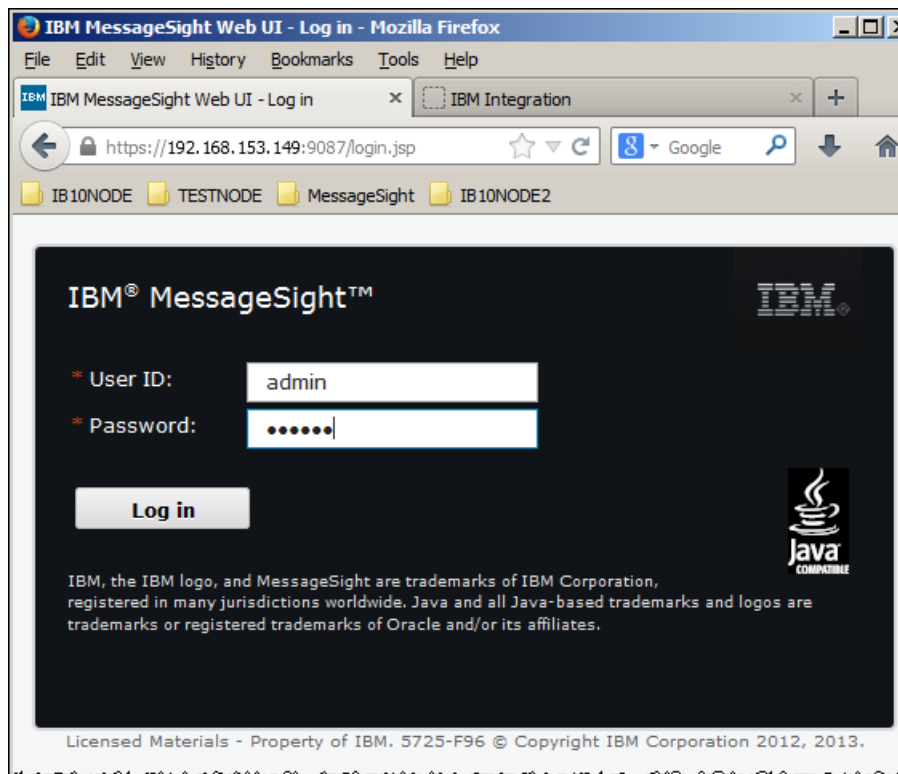 IBM MessageSight Web UI - Log in - Mozilla Firefox
File Edit View History Bookmarks Tools Help
IBM IBM MessageSight Web UI - Log in × IBM Integration × +
https://192.168.153.149:9087/login.jsp 8 Google
IB10NODE TESTNODE MessageSight IB10NODE2
IBM® MessageSight™
IBM®
* User ID: admin
* Password: ••••••
Log in
Java
COMPATIBLE
IBM, the IBM logo, and MessageSight are trademarks of IBM Corporation,
registered in many jurisdictions worldwide. Java and all Java-based trademarks and logos are
trademarks or registered trademarks of Oracle and/or its affiliates.
Licensed Materials - Property of IBM. 5725-F96 © Copyright IBM Corporation 2012, 2013.